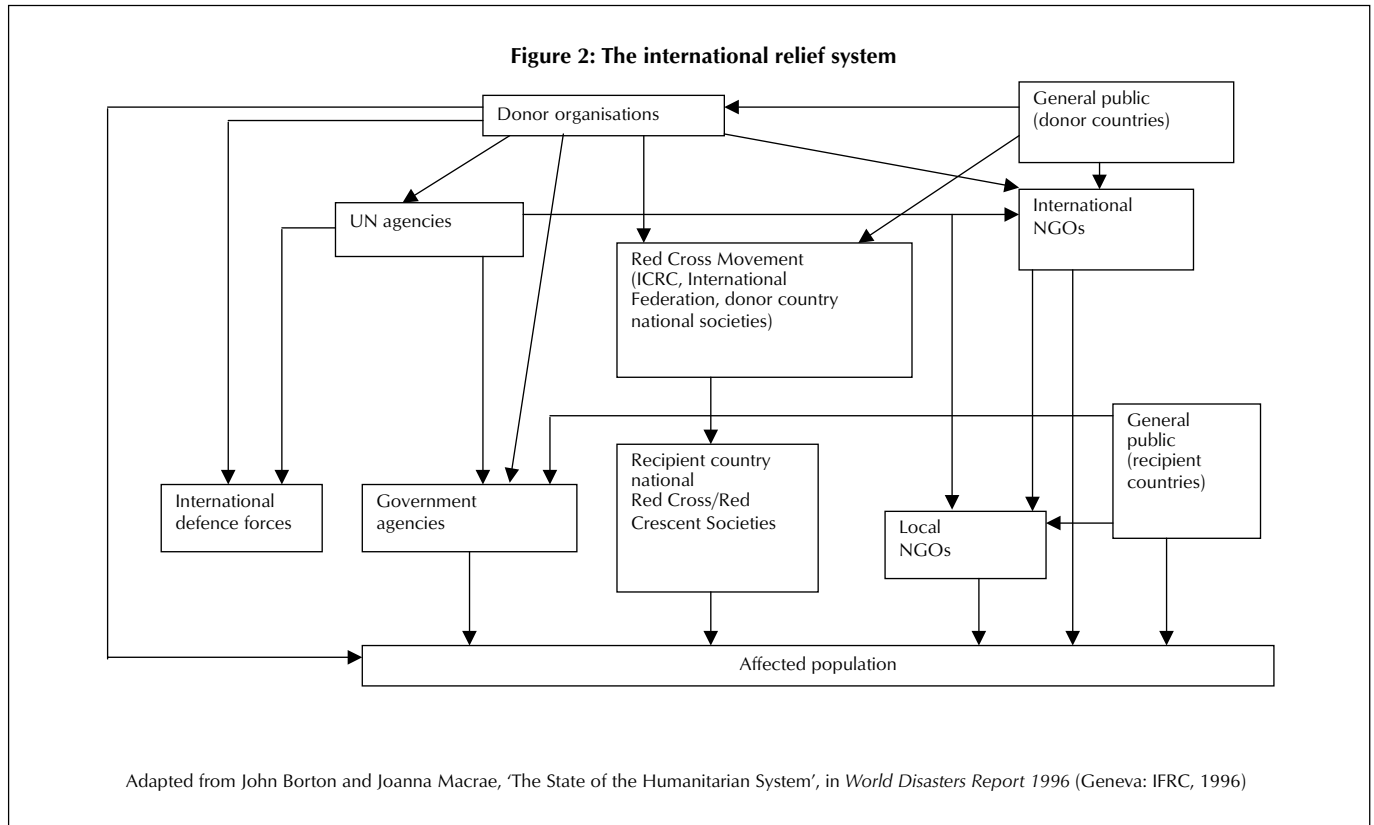 Figure 2: The international relief system
Donor organisations
General public
(donor countries)
UN agencies
International
NGOs
Red Cross Movement
(ICRC, International
Federation, donor country
national societies)
General
public
(recipient
countries)
International
defence forces
Government
agencies
Recipient country
national
Red Cross/Red
Crescent Societies
Local
NGOs
Affected population
Adapted from John Borton and Joanna Macrae, ‘The State of the Humanitarian System’, in World Disasters Report 1996 (Geneva: IFRC, 1996)